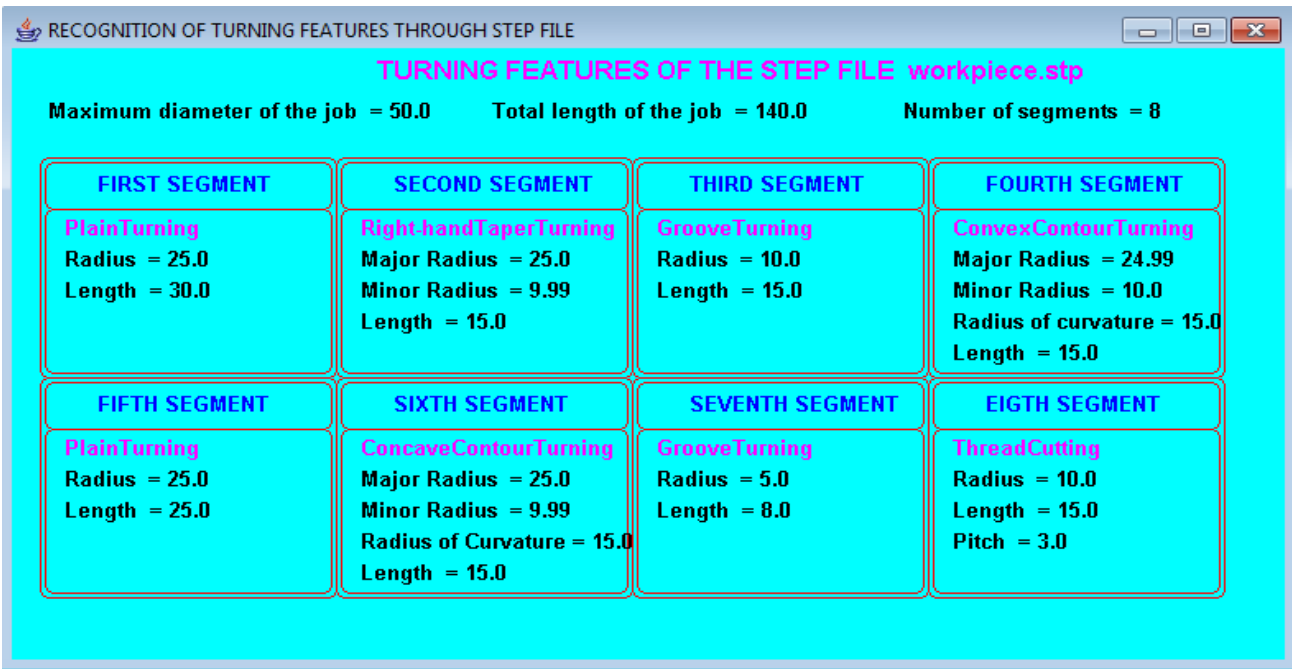 RECOGNITION OF TURNING FEATURES THROUGH STEP FILE
TURNING FEATURES OF THE STEP FILE workpiece.stp
Maximum diameter of the job = 50.0 Total length of the job = 140.0 Number of segments = 8
FIRST SEGMENT
PlainTurning
Radius = 25.0
Length = 30.0
SECOND SEGMENT
Right-handTaperTurning
Major Radius = 25.0
Minor Radius = 9.99
Length = 15.0
THIRD SEGMENT
GrooveTurning
Radius = 10.0
Length = 15.0
FOURTH SEGMENT
ConvexContourTurning
Major Radius = 24.99
Minor Radius = 10.0
Radius of curvature = 15.0
Length = 15.0
FIFTH SEGMENT
PlainTurning
Radius = 25.0
Length = 25.0
SIXTH SEGMENT
ConcaveContourTurning
Major Radius = 25.0
Minor Radius = 9.99
Radius of Curvature = 15.0
Length = 15.0
SEVENTH SEGMENT
GrooveTurning
Radius = 5.0
Length = 8.0
EIGTH SEGMENT
ThreadCutting
Radius = 10.0
Length = 15.0
Pitch = 3.0